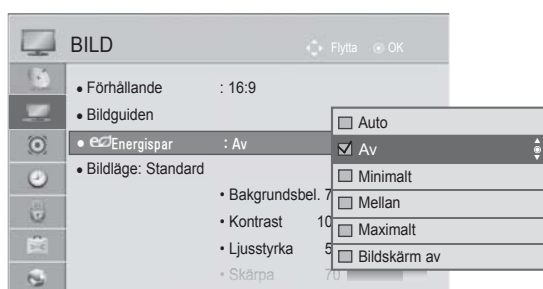 BILD
Flytta OK
• Förhållande : 16:9
• Bildguiden
• Energispar : Av
• Bildläge: Standard
• Bakgrundsbel. 7
• Kontrast 10
• Ljusstyrka 5
• Skärpa 70
Auto
Av
Minimalt
Mellan
Maximalt
Bildskärm av